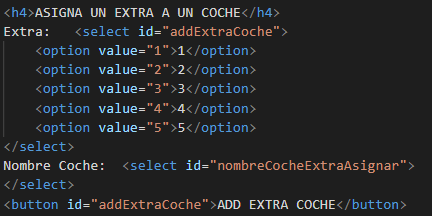 <h4>ASIGNA UN EXTRA A UN COCHE</h4>
Extra:   <select id="addExtraCoche">
    <option value="1">1</option>
    <option value="2">2</option>
    <option value="3">3</option>
    <option value="4">4</option>
    <option value="5">5</option>
</select>
Nombre Coche:  <select id="nombreCocheExtraAsignar">
</select>
<button id="addExtraCoche">ADD EXTRA COCHE</button>